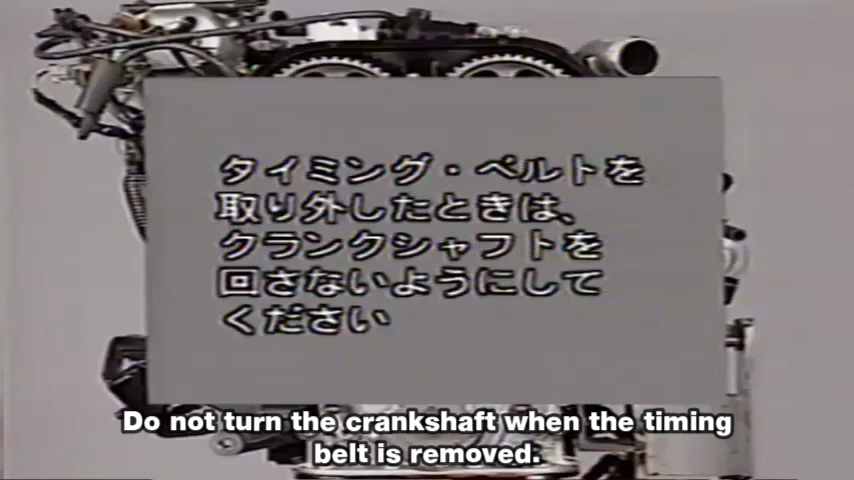 タイミング・ベルトを
取り外したときは、
クランクシャフトを
回さないようにして
ください
Do not turn the crankshaft when the timing
belt is removed.